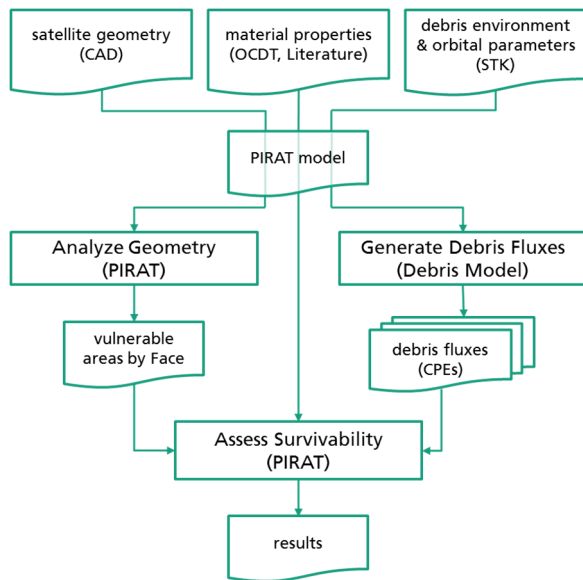 satellite geometry
(CAD)
material properties
(OCDT, Literature)
debris environment
& orbital parameters
(STK)
PIRAT model
Analyze Geometry
(PIRAT)
Generate Debris Fluxes
(Debris Model)
vulnerable
areas by Face
debris fluxes
(CPEs)
Assess Survivability
(PIRAT)
results